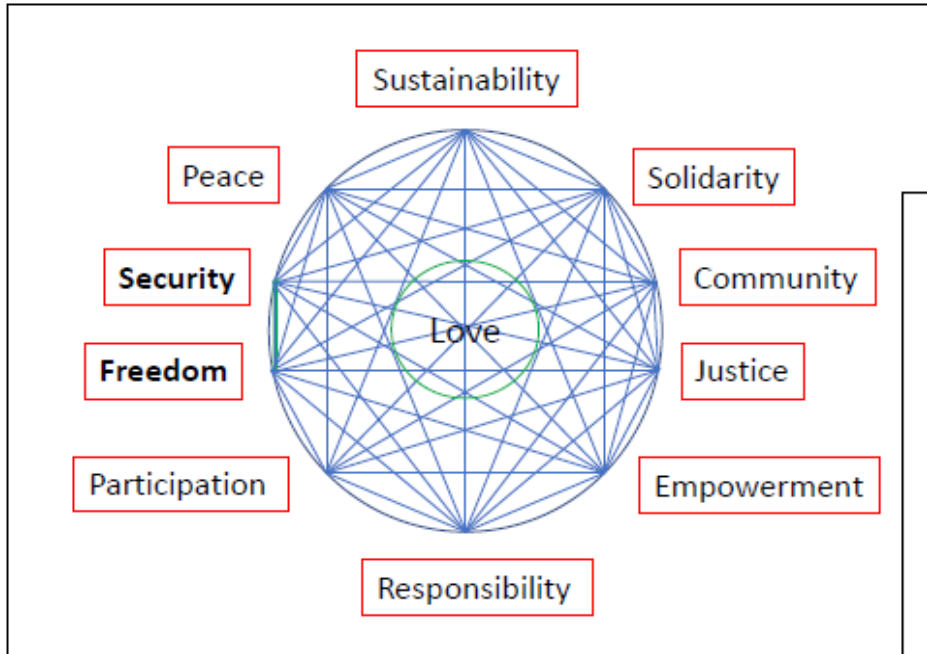 Sustainability
Peace
Solidarity
Security
Community
Love
Freedom
Justice
Participation
Empowerment
Responsibility